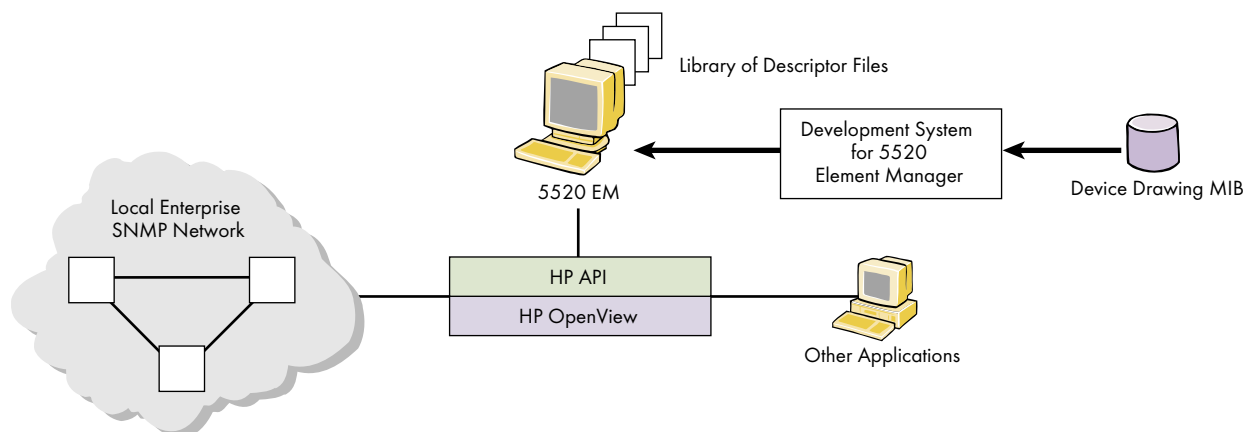 Library of Descriptor Files
Development System
for 5520
Element Manager
Device Drawing MIB
5520 EM
Local Enterprise
SNMP Network
HP API
HP OpenView
Other Applications